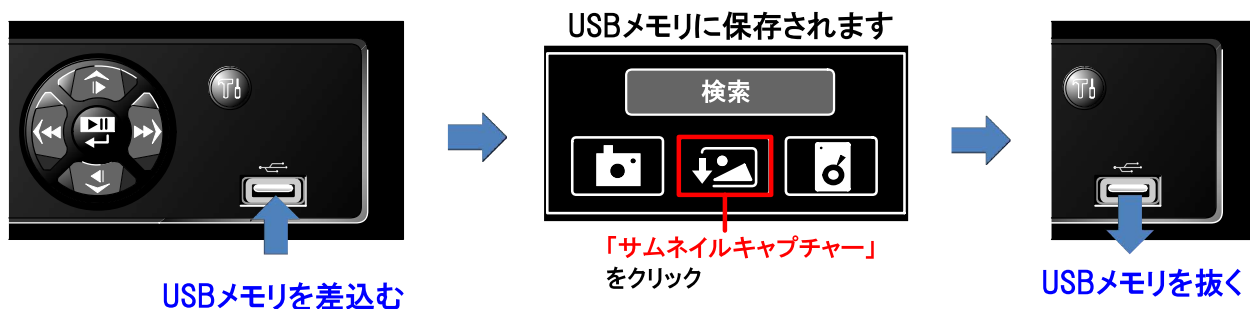 USBメモリに保存されます
検索
「サムネイルキャプチャー」
をクリック
USBメモリを差込む
USBメモリを抜く